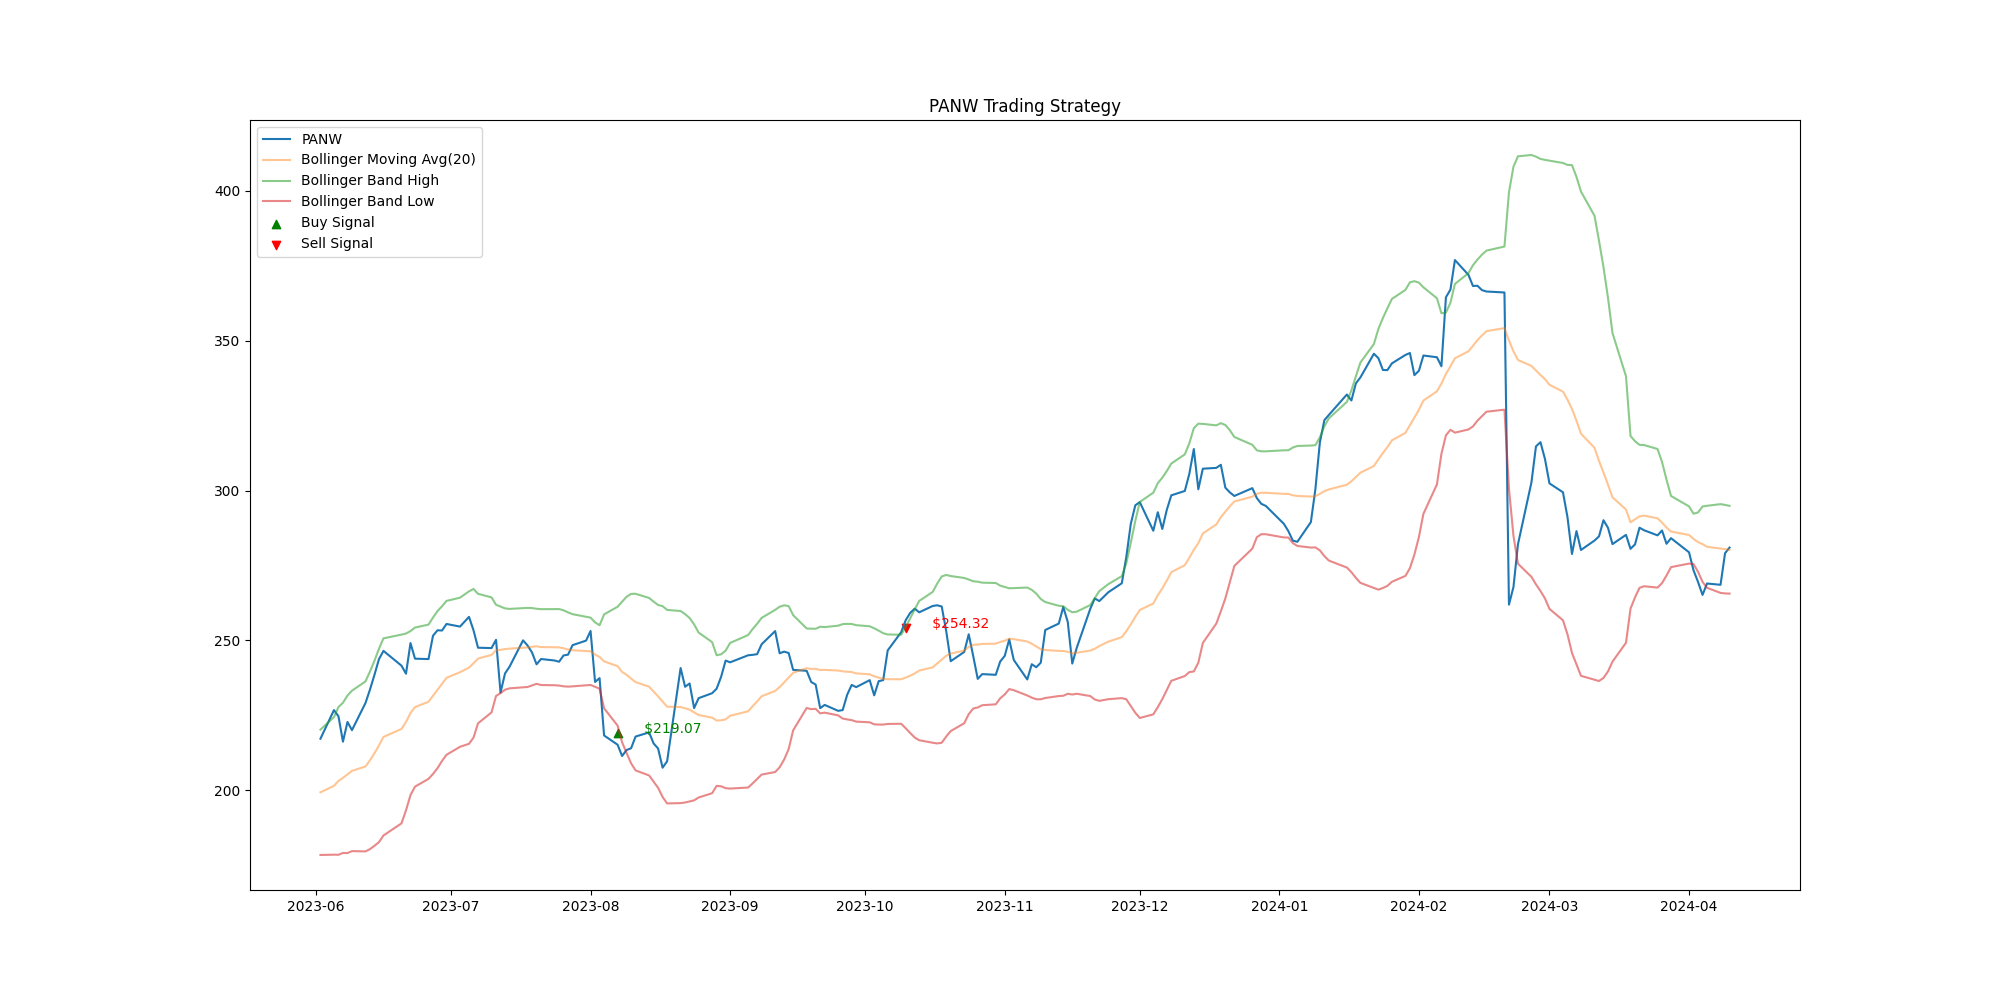 PANW Trading Strategy
PANW
Bollinger Moving Avg(20)
Bollinger Band High
Bollinger Band Low
Buy Signal
Sell Signal
400
350
300
250
200
$254.32
$219.07
2023-06 2023-07 2023-08 2023-09 2023-10 2023-11 2023-12 2024-01 2024-02 2024-03 2024-04